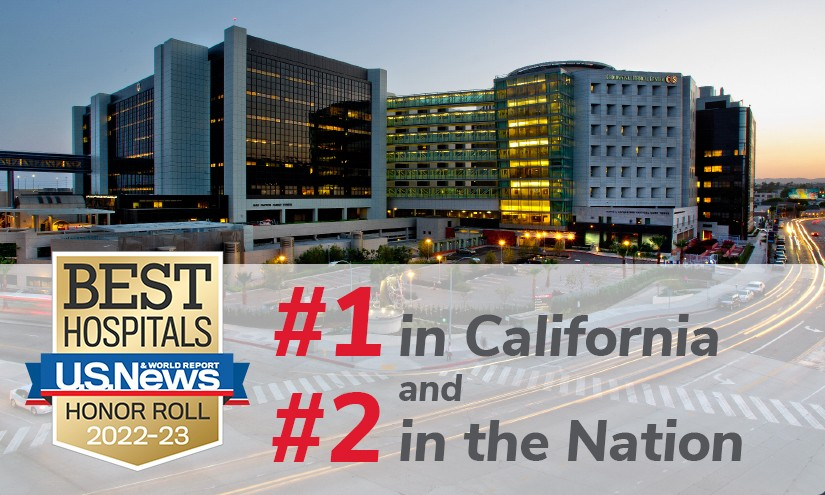 BEST
HOSPITALS
U.S.News
& WORLD REPORT
HONOR ROLL
2022-23
#1 in California
and
#2 in the Nation